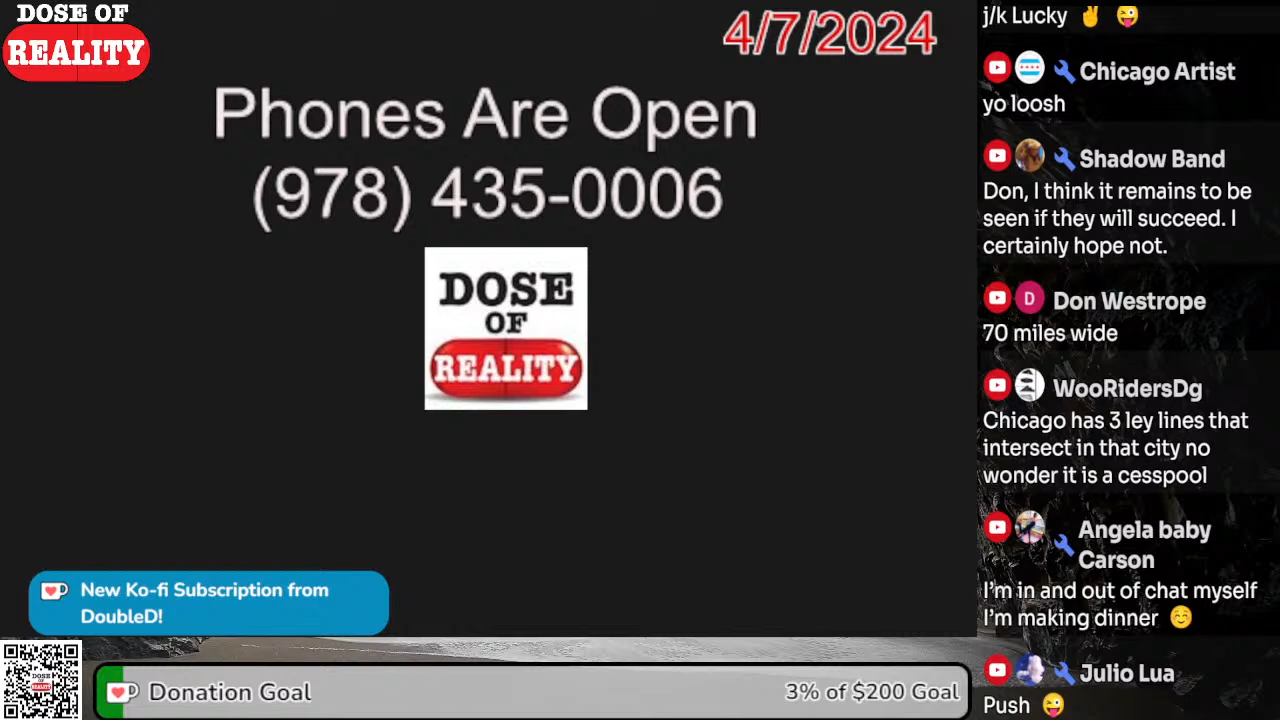 DOSE OF
REALITY
4/7/2024
Phones Are Open
(978) 435-0006
DOSE
OF
REALITY
New Ko-fi Subscription from
DoubleD!
Donation Goal
3% of $200 Goal
j/k Lucky ✌️ 😜
Chicago Artist
yo loosh
Shadow Band
Don, I think it remains to be
seen if they will succeed. I
certainly hope not.
D Don Westrope
70 miles wide
WooRidersDg
Chicago has 3 ley lines that
intersect in that city no
wonder it is a cesspool
Angela baby
Carson
I'm in and out of chat myself
I'm making dinner ☺️
Julio Lua
Push 😜